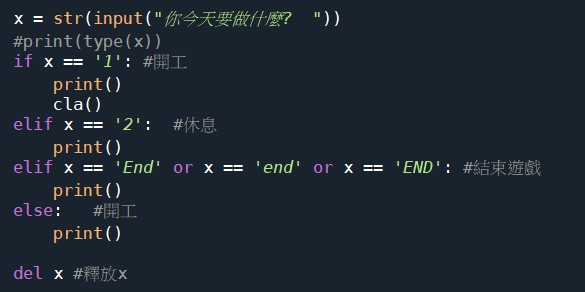 x = str(input("你今天要做什麼?  "))
#print(type(x))
if x == '1': #開工
    print()
    cla()
elif x == '2':  #休息
    print()
elif x == 'End' or x == 'end' or x == 'END': #結束遊戲
    print()
else:   #開工
    print()

del x #釋放x